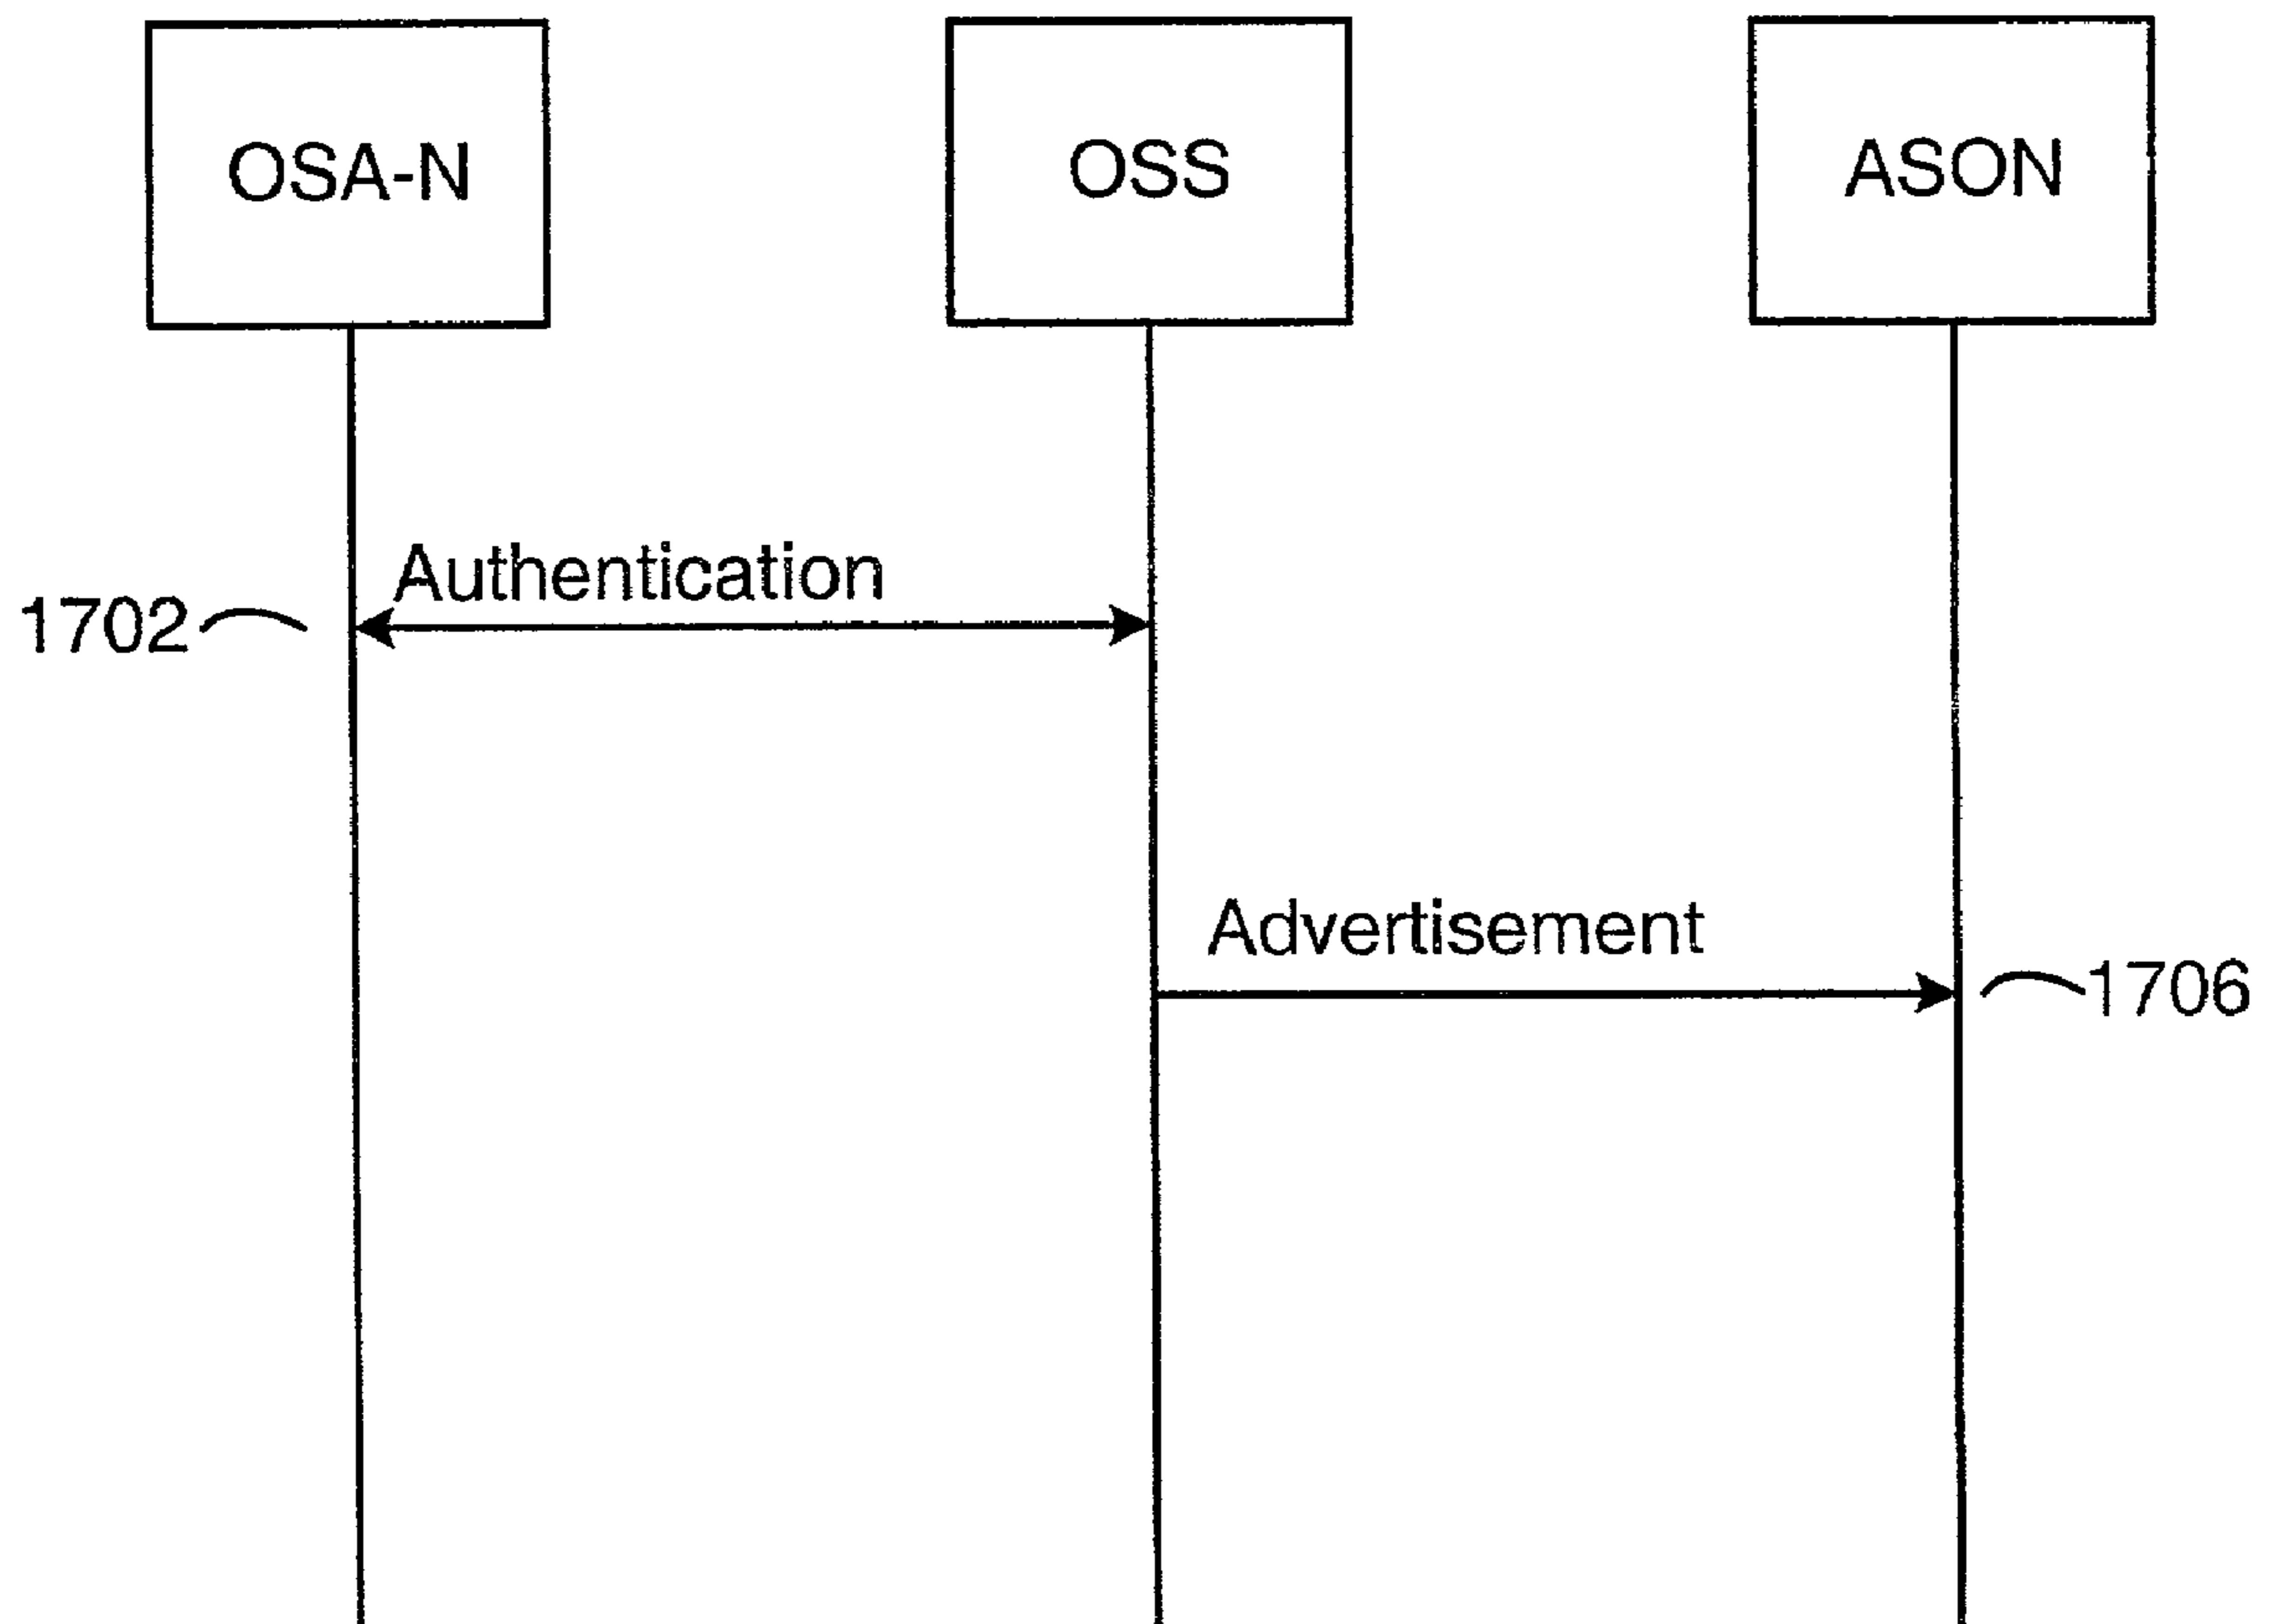 OSA-N
OSS
ASON
Authentication
1702
Advertisement
1706